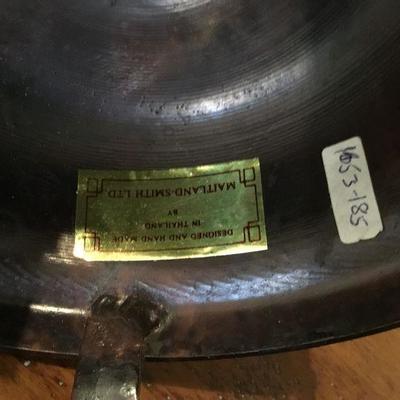 DESIGNED AND HAND MADE
IN THAILAND
BY
MAITLAND-SMITH LTD.
1653-185